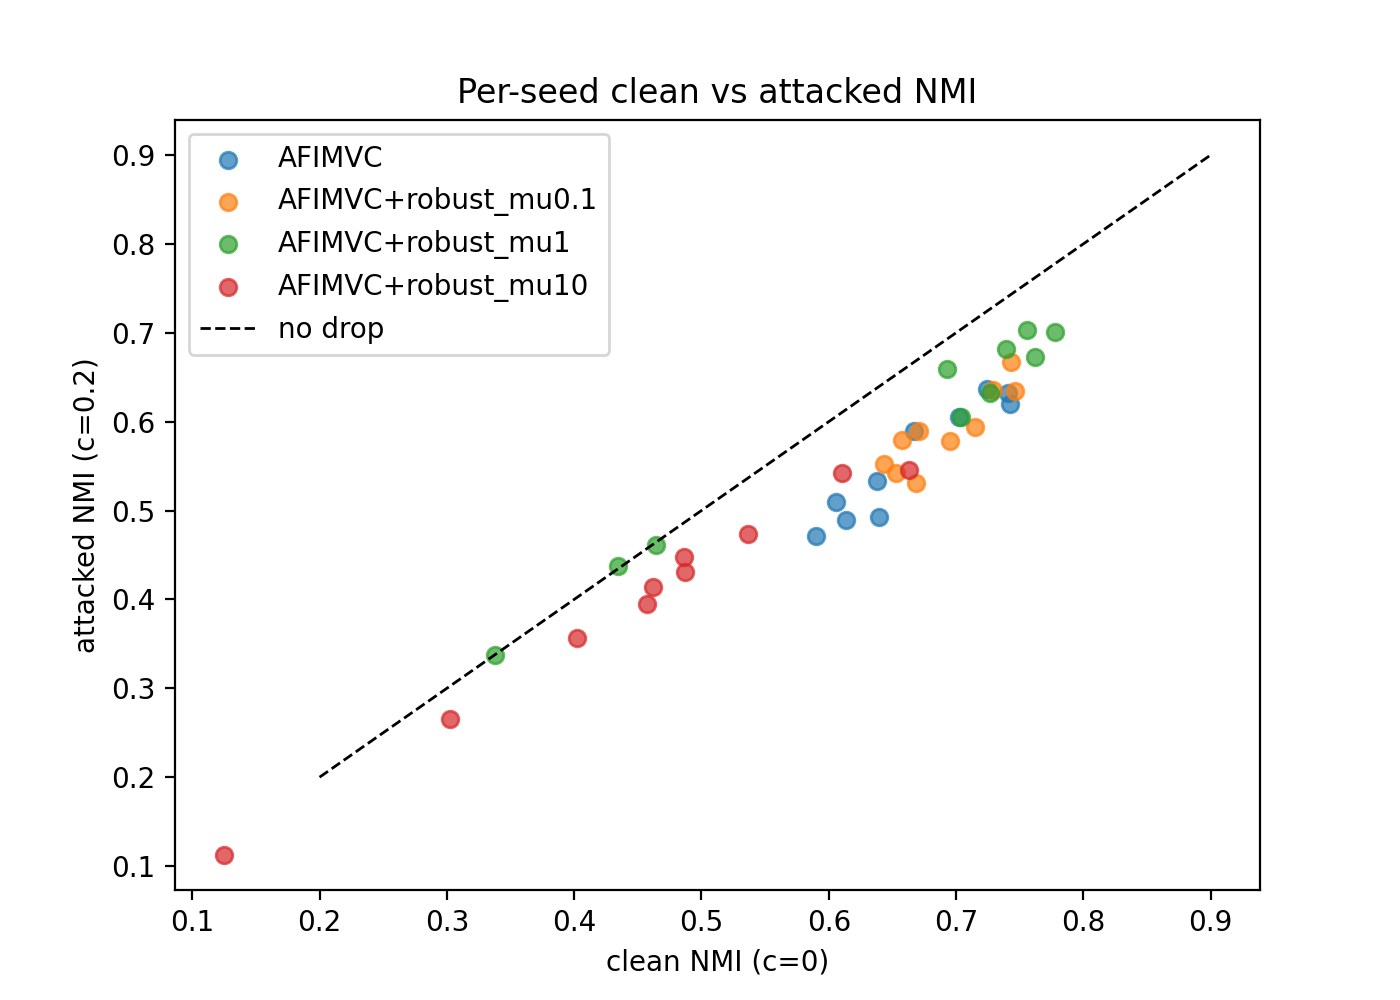 Per-seed clean vs attacked NMI
AFIMVC
AFIMVC+robust_mu0.1
AFIMVC+robust_mu1
AFIMVC+robust_mu10
no drop
attacked NMI (c=0.2)
0.9
0.8
0.7
0.6
0.5
0.4
0.3
0.2
0.1
0.1 0.2 0.3 0.4 0.5 0.6 0.7 0.8 0.9
clean NMI (c=0)